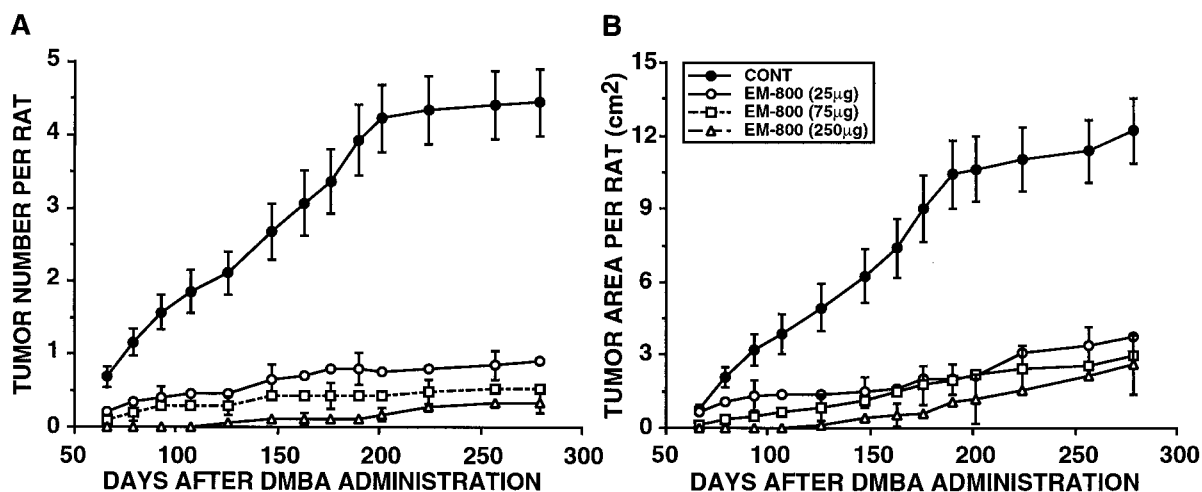 A
TUMOR NUMBER PER RAT
5
4
3
2
1
0
50
100
150
200
250
300
DAYS AFTER DMBA ADMINISTRATION
B
TUMOR AREA PER RAT (cm2)
15
12
9
6
3
0
CONT
EM-800 (25µg)
EM-800 (75µg)
EM-800 (250µg)
50
100
150
200
250
300
DAYS AFTER DMBA ADMINISTRATION